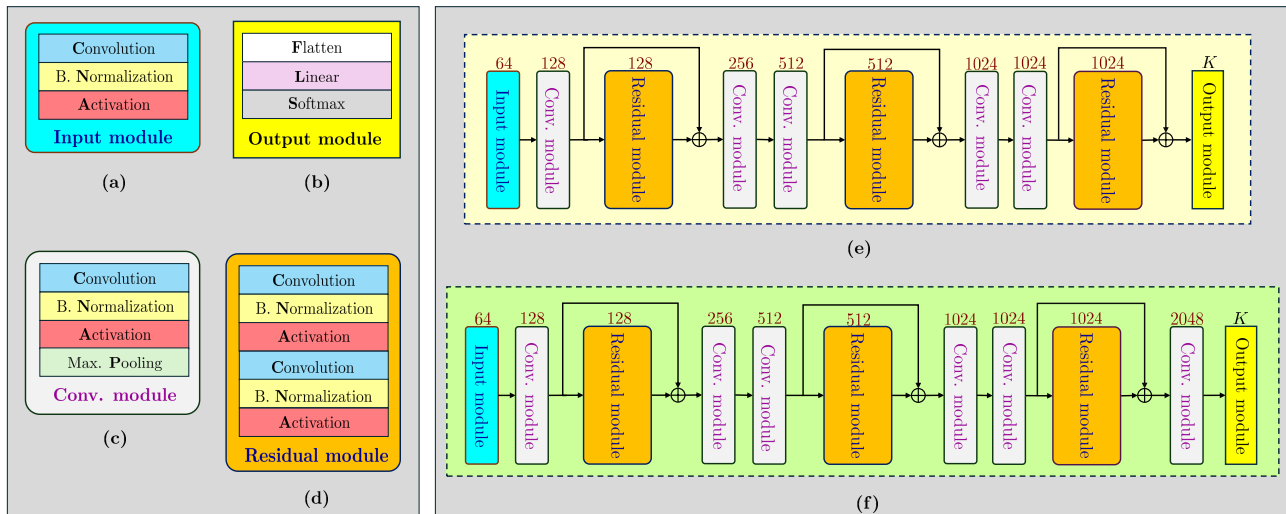 Convolution
B. Normalization
Activation
Input module
(a)
Flatten
Linear
Softmax
Output module
(b)
Convolution
B. Normalization
Activation
Max. Pooling
Conv. module
(c)
Convolution
B. Normalization
Activation
Convolution
B. Normalization
Activation
Residual module
(d)
64 128 128 256 512 512 1024 1024 1024 K
Input module
Conv. module
Residual module
Conv. module
Conv. module
Residual module
Conv. module
Conv. module
Residual module
Output module
(e)
64 128 128 256 512 512 1024 1024 1024 2048 K
Input module
Conv. module
Residual module
Conv. module
Conv. module
Residual module
Conv. module
Conv. module
Residual module
Conv. module
Output module
(f)